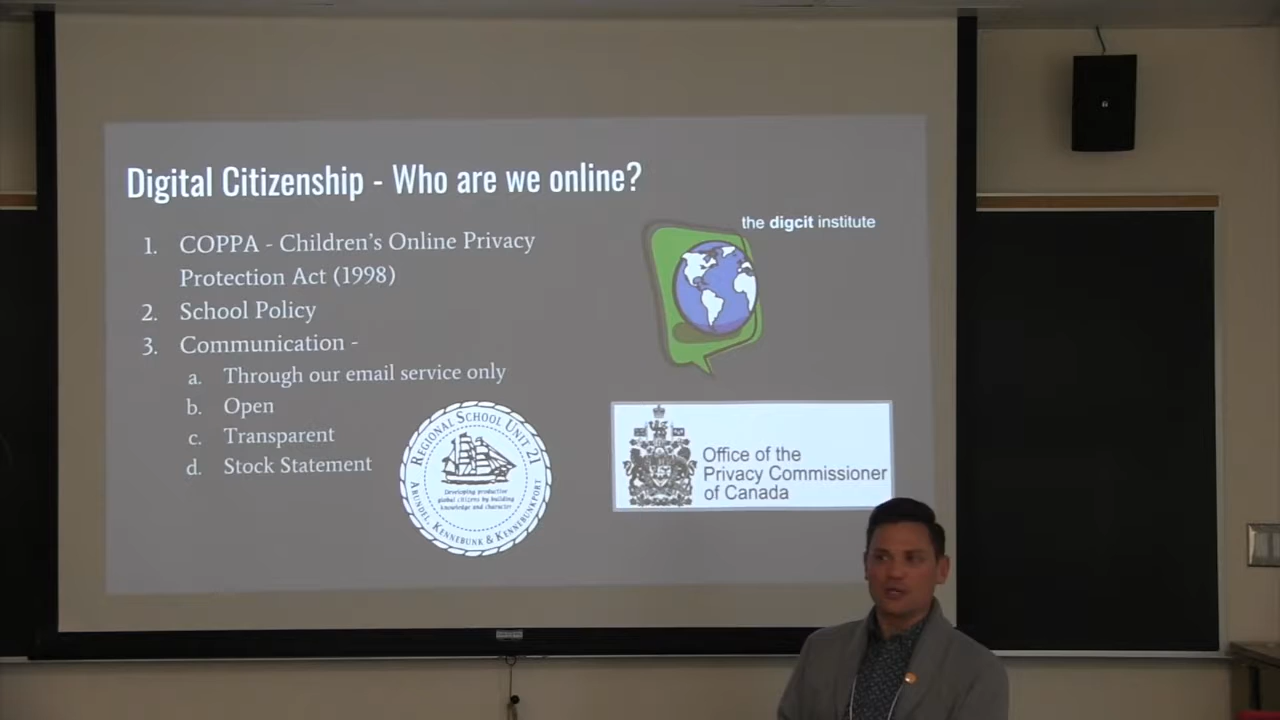 Digital Citizenship - Who are we online?
1. COPPA - Children's Online Privacy
Protection Act (1998)
2. School Policy
3. Communication -
a. Through our email service only
b. Open
c. Transparent
d. Stock Statement
the digcit institute
REGIONAL SCHOOL UNIT 21
Developing productive
global citizens by building
knowledge and character
ARUNDEL, KENNEBUNK & KENNEBUNKPORT
Office of the
Privacy Commissioner
of Canada